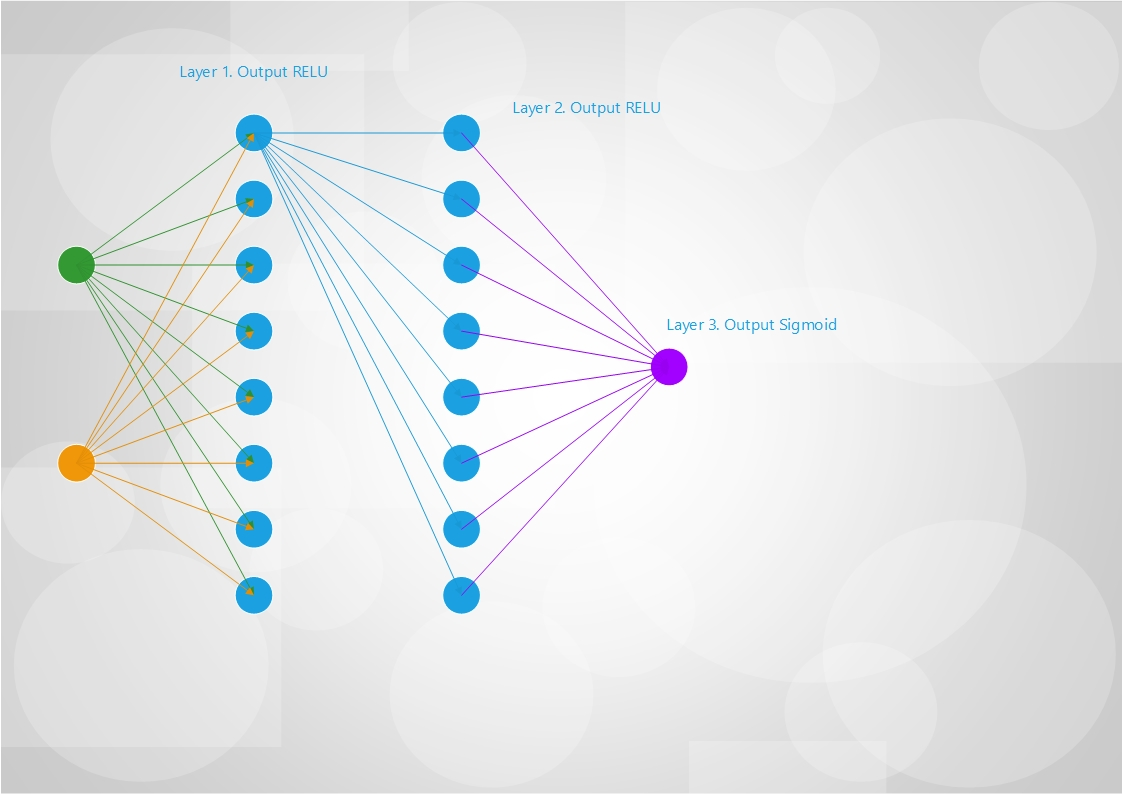 Layer 1. Output RELU
Layer 2. Output RELU
Layer 3. Output Sigmoid